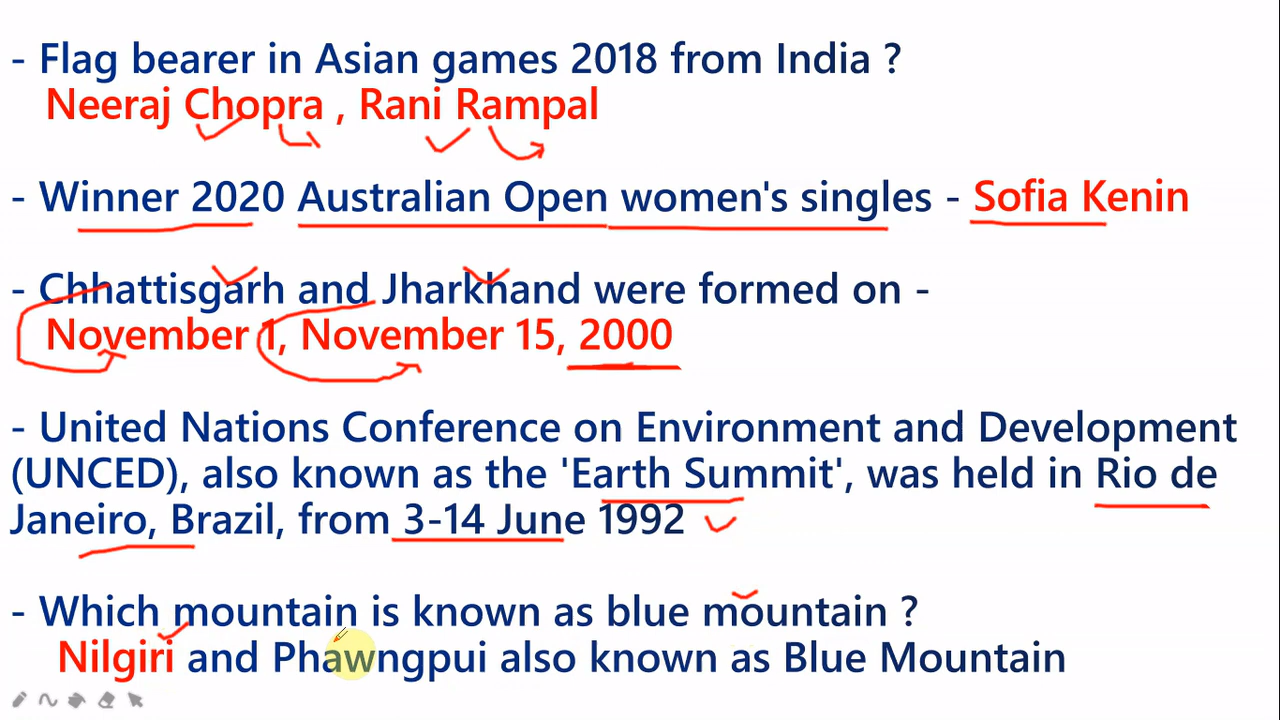 - Flag bearer in Asian games 2018 from India ?
Neeraj Chopra , Rani Rampal
- Winner 2020 Australian Open women's singles - Sofia Kenin
- Chhattisgarh and Jharkhand were formed on -
November 1, November 15, 2000
- United Nations Conference on Environment and Development
(UNCED), also known as the 'Earth Summit', was held in Rio de
Janeiro, Brazil, from 3-14 June 1992
- Which mountain is known as blue mountain ?
Nilgiri and Phawngpui also known as Blue Mountain